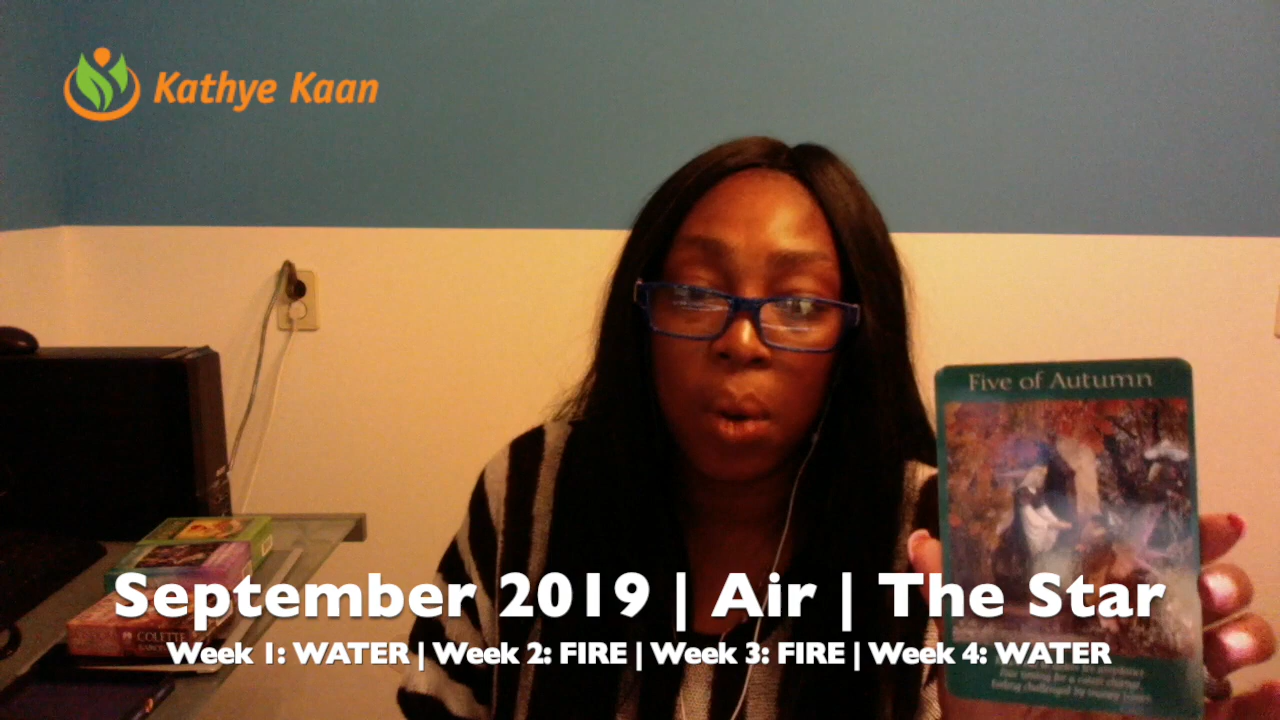 Kathye Kaan
Five of Autumn
September 2019 | Air | The Star
Week 1: WATER | Week 2: FIRE | Week 3: FIRE | Week 4: WATER
COLETTE